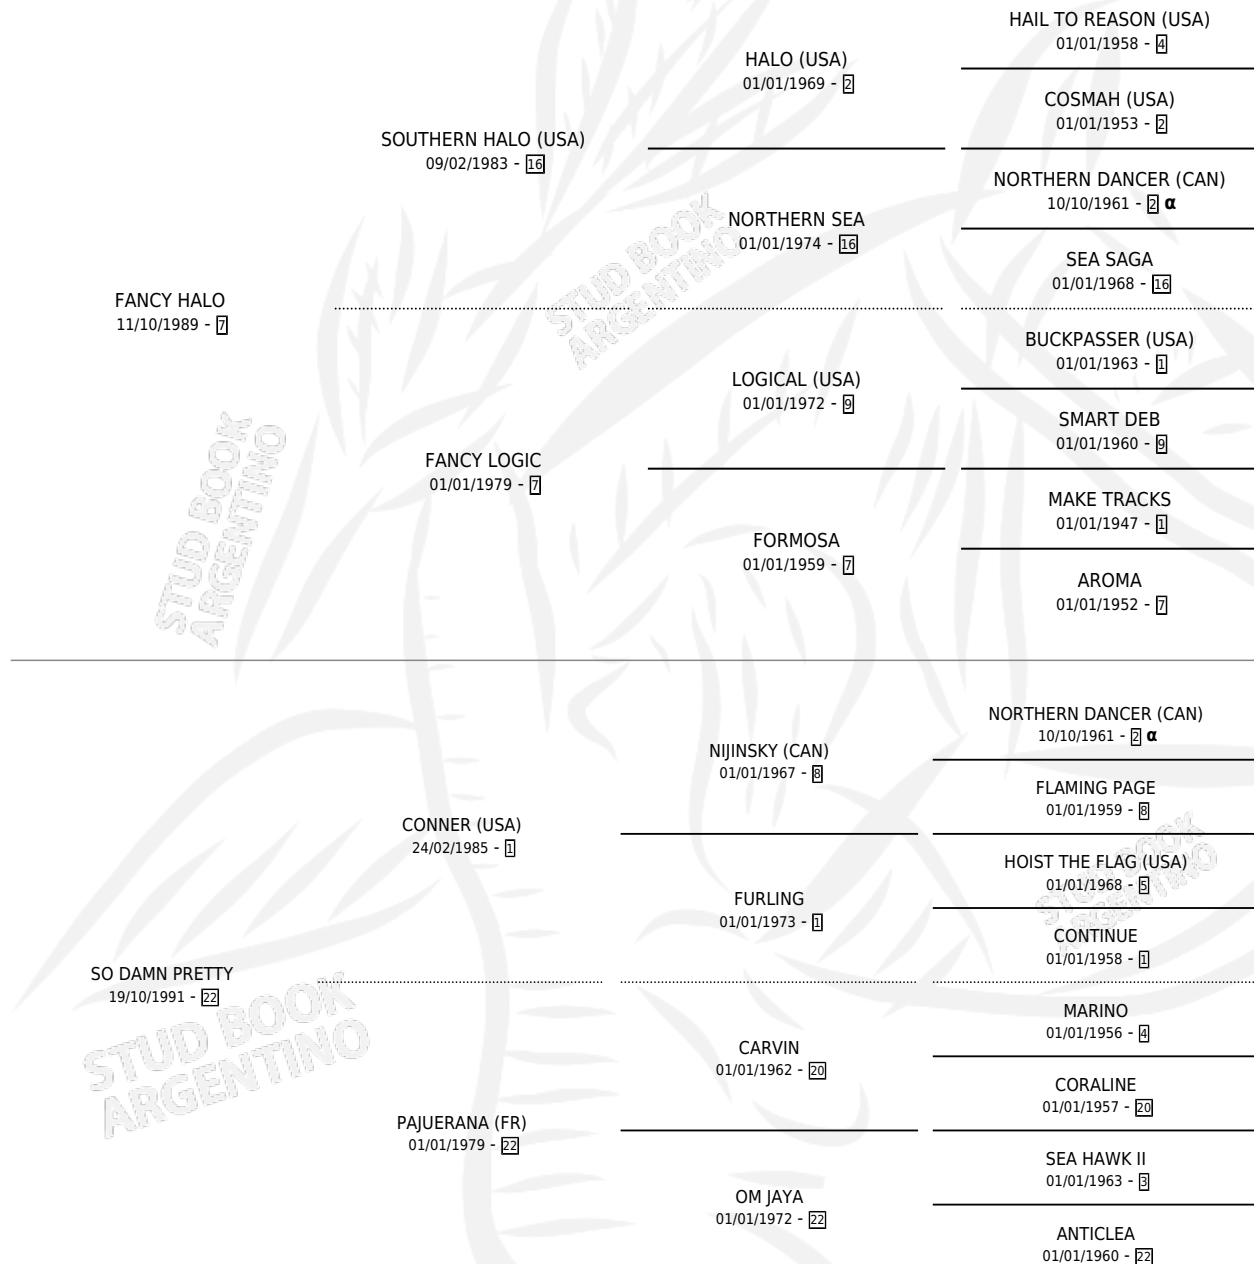 HAIL TO REASON (USA)
01/01/1958 - 4
HALO (USA)
01/01/1969 - 2
COSMAH (USA)
01/01/1953 - 2
SOUTHERN HALO (USA)
09/02/1983 - 16
NORTHERN DANCER (CAN)
10/10/1961 - 2 α
NORTHERN SEA
01/01/1974 - 16
SEA SAGA
01/01/1968 - 16
FANCY HALO
11/10/1989 - 7
BUCKPASSER (USA)
01/01/1963 - 1
LOGICAL (USA)
01/01/1972 - 9
SMART DEB
01/01/1960 - 9
FANCY LOGIC
01/01/1979 - 7
MAKE TRACKS
01/01/1947 - 1
FORMOSA
01/01/1959 - 7
AROMA
01/01/1952 - 7
NORTHERN DANCER (CAN)
10/10/1961 - 2 α
NIJINSKY (CAN)
01/01/1967 - 8
FLAMING PAGE
01/01/1959 - 8
CONNER (USA)
24/02/1985 - 1
HOIST THE FLAG (USA)
01/01/1968 - 5
FURLING
01/01/1973 - 1
CONTINUE
01/01/1958 - 1
SO DAMN PRETTY
19/10/1991 - 22
MARINO
01/01/1956 - 4
CARVIN
01/01/1962 - 20
CORALINE
01/01/1957 - 20
PAJUERANA (FR)
01/01/1979 - 22
SEA HAWK II
01/01/1963 - 3
OM JAYA
01/01/1972 - 22
ANTICLEA
01/01/1960 - 22
STUD BOOK
ARGENTINO
STUD BOOK
ARGENTINO
STUD BOOK
ARGENTINO
STUD BOOK
ARGENTINO